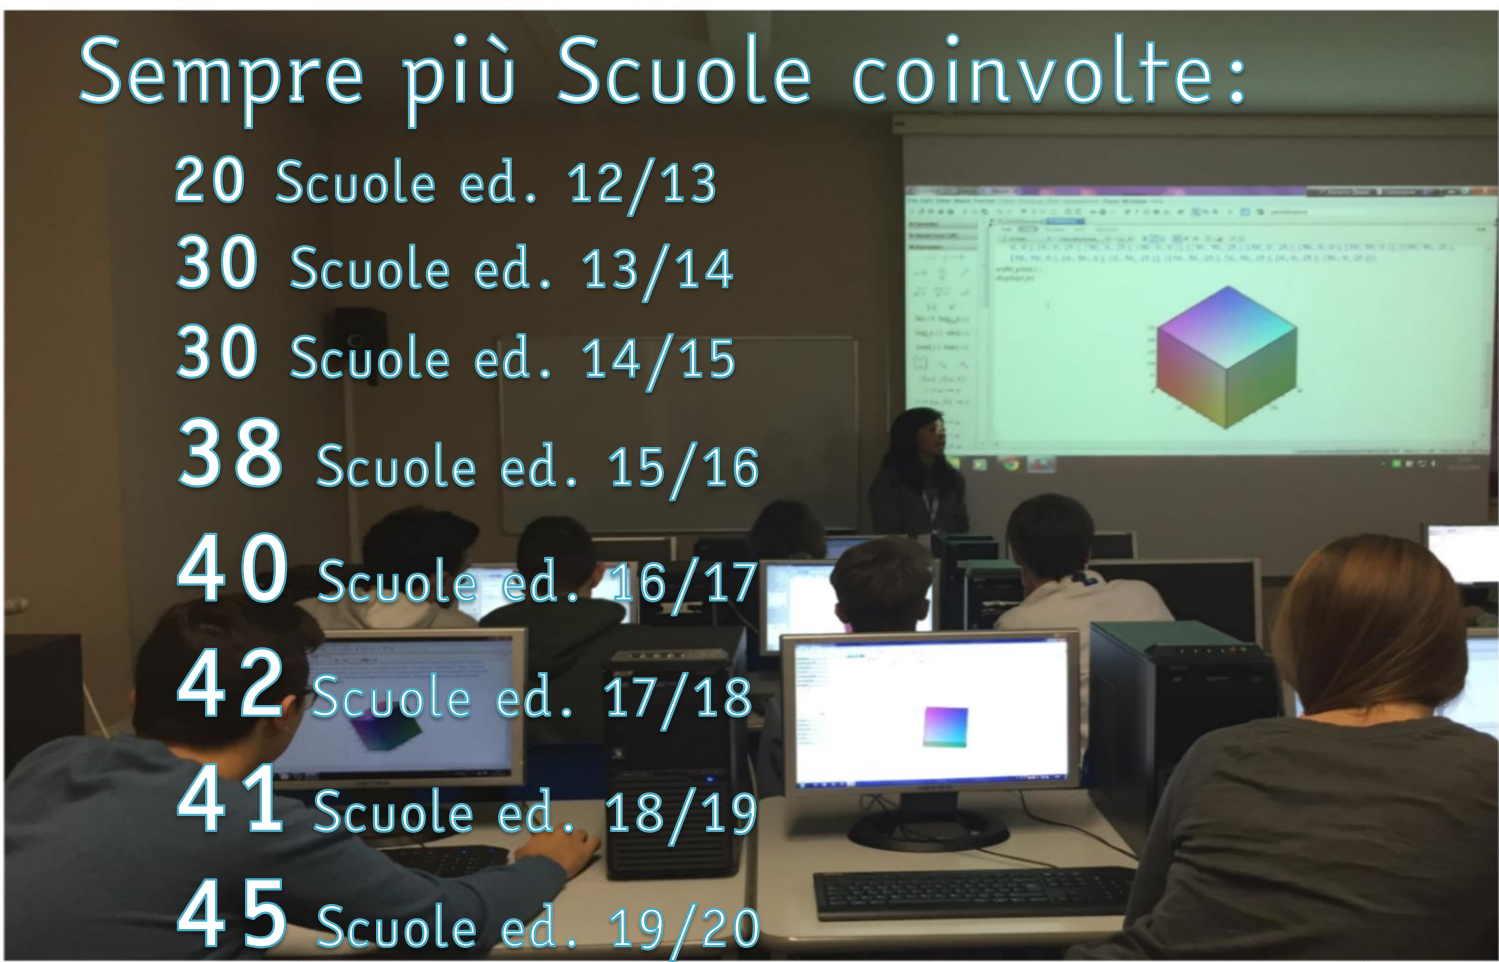 Sempre più Scuole coinvolte:
20 Scuole ed. 12/13
30 Scuole ed. 13/14
30 Scuole ed. 14/15
38 Scuole ed. 15/16
40 Scuole ed. 16/17
42 Scuole ed. 17/18
41 Scuole ed. 18/19
45 Scuole ed. 19/20